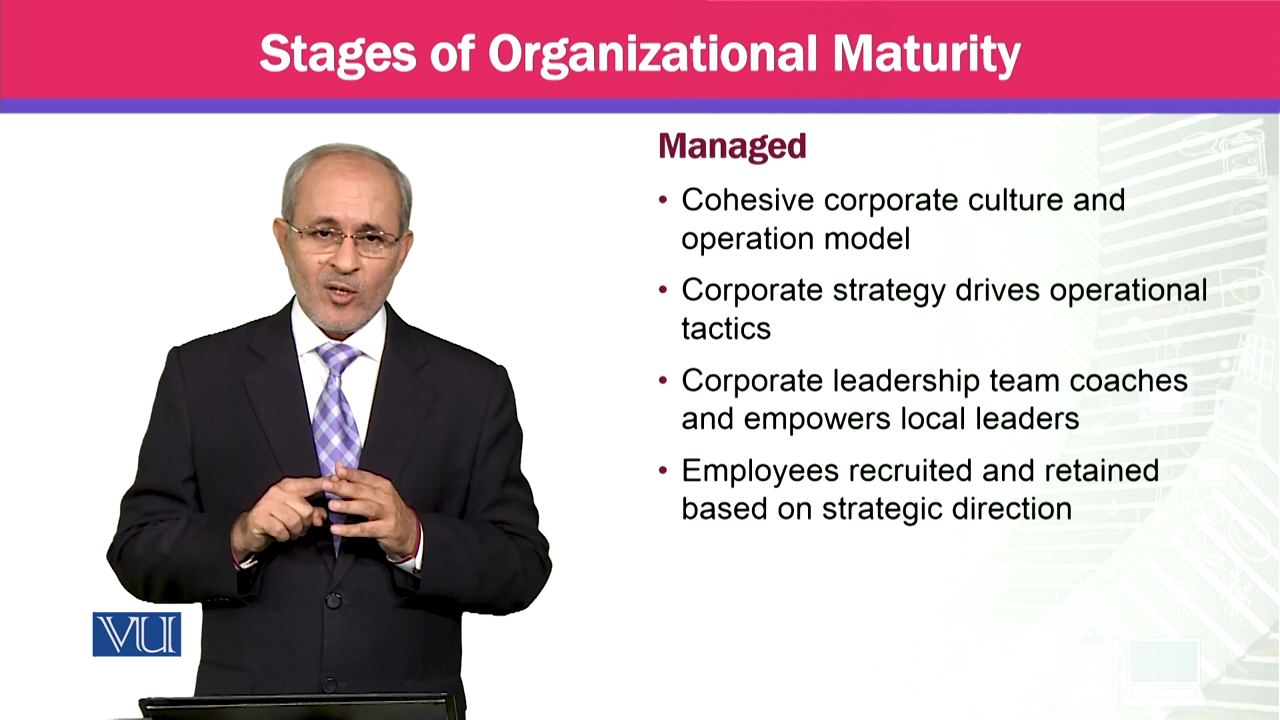 Stages of Organizational Maturity
Managed
• Cohesive corporate culture and
operation model
• Corporate strategy drives operational
tactics
• Corporate leadership team coaches
and empowers local leaders
• Employees recruited and retained
based on strategic direction
VU